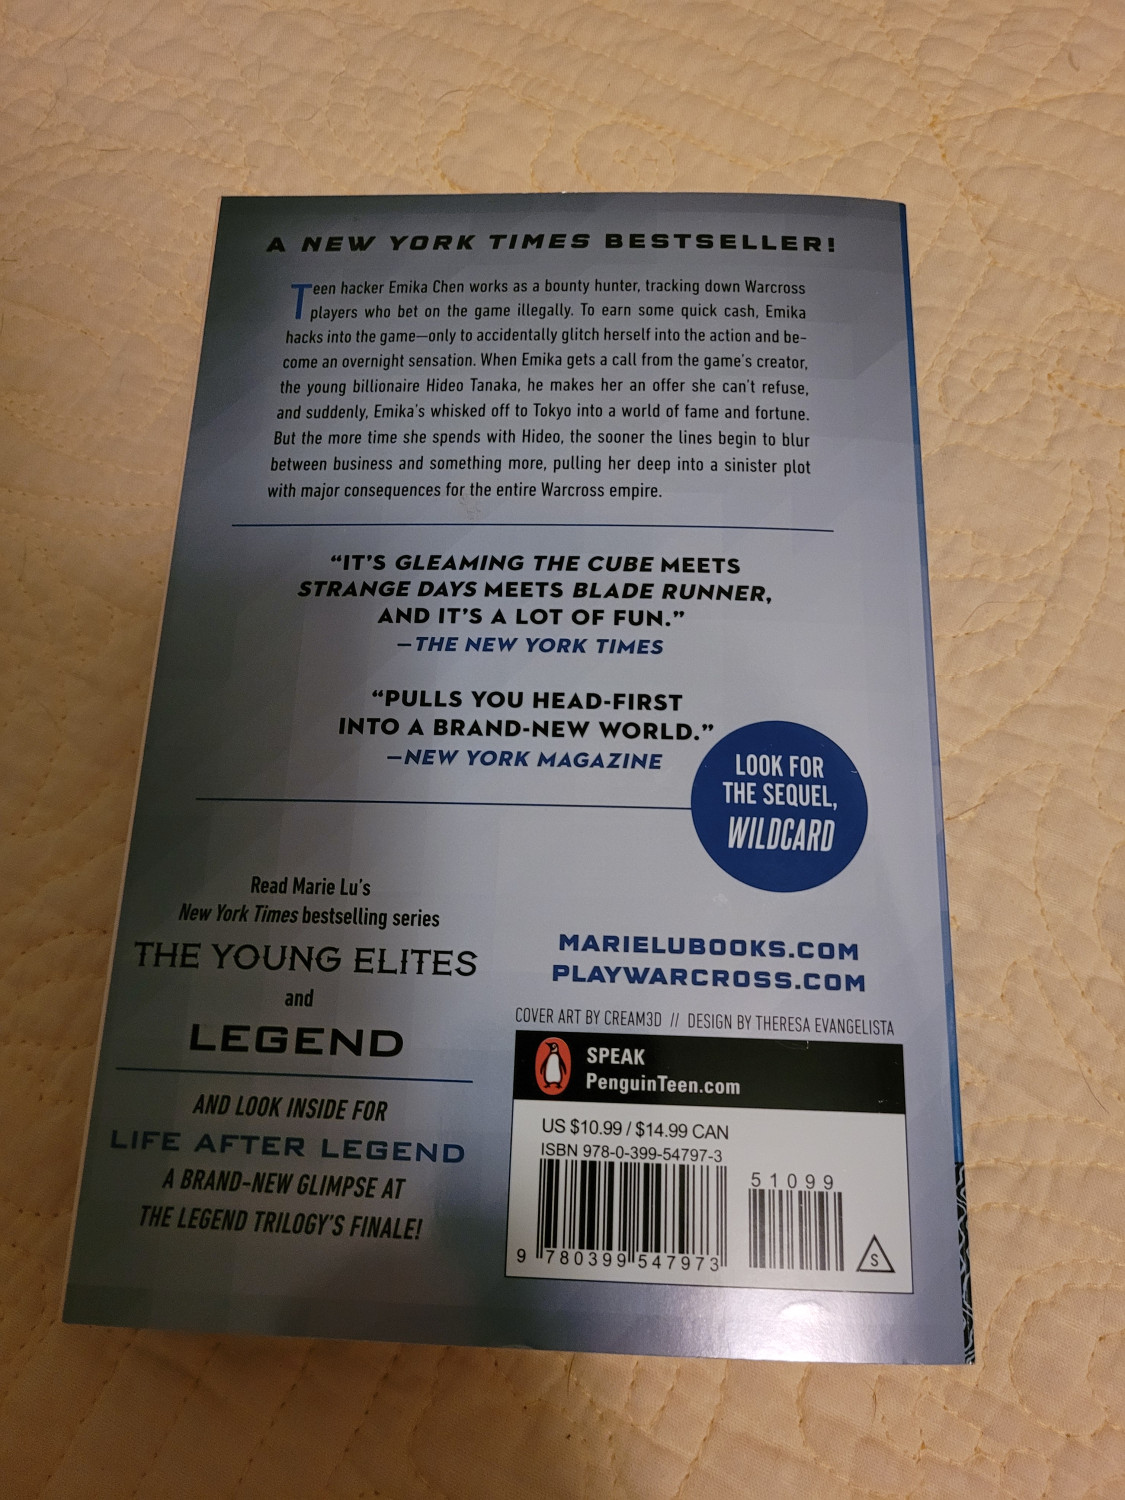 A NEW YORK TIMES BESTSELLER!
Teen hacker Emika Chen works as a bounty hunter, tracking down Warcross
players who bet on the game illegally. To earn some quick cash, Emika
hacks into the game—only to accidentally glitch herself into the action and be-
come an overnight sensation. When Emika gets a call from the game's creator,
the young billionaire Hideo Tanaka, he makes her an offer she can't refuse,
and suddenly, Emika's whisked off to Tokyo into a world of fame and fortune.
But the more time she spends with Hideo, the sooner the lines begin to blur
between business and something more, pulling her deep into a sinister plot
with major consequences for the entire Warcross empire.
“IT'S GLEAMING THE CUBE MEETS
STRANGE DAYS MEETS BLADE RUNNER,
AND IT'S A LOT OF FUN.”
—THE NEW YORK TIMES
“PULLS YOU HEAD-FIRST
INTO A BRAND-NEW WORLD.”
—NEW YORK MAGAZINE
LOOK FOR
THE SEQUEL,
WILDCARD
Read Marie Lu's
New York Times bestselling series
THE YOUNG ELITES
and
LEGEND
AND LOOK INSIDE FOR
LIFE AFTER LEGEND
A BRAND-NEW GLIMPSE AT
THE LEGEND TRILOGY'S FINALE!
MARIELUBOOKS.COM
PLAYWARCROSS.COM
COVER ART BY CREAM3D // DESIGN BY THERESA EVANGELISTA
SPEAK
PenguinTeen.com
US $10.99 / $14.99 CAN
ISBN 978-0-399-54797-3
51099
9 780399 547973
S